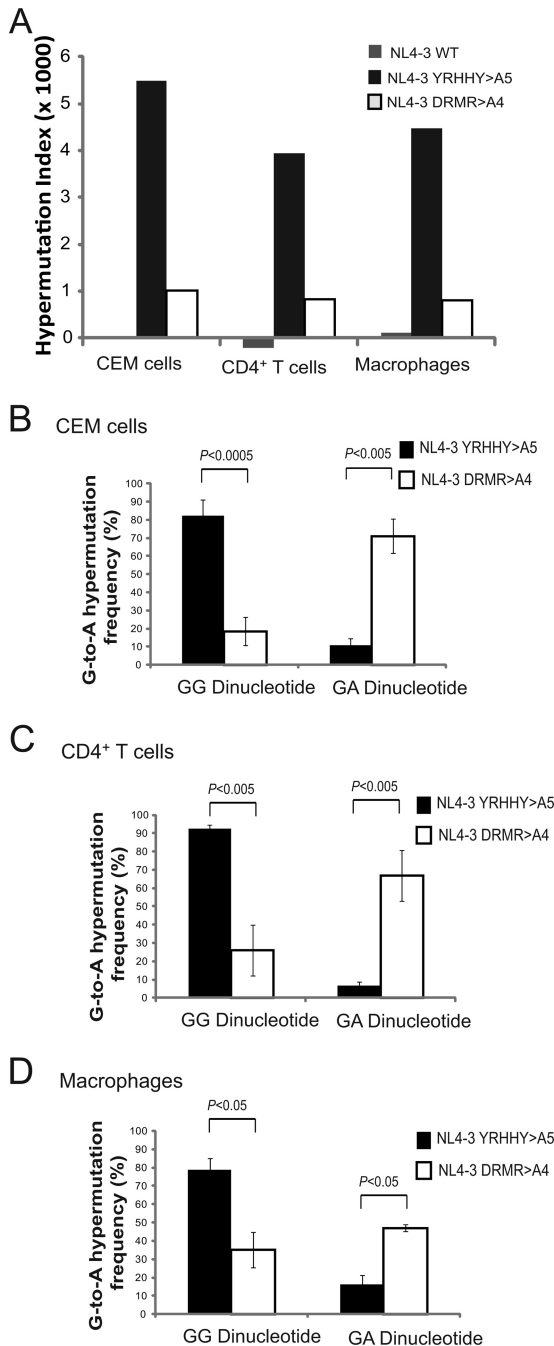 A
Hypermutation Index (x 1000)
6
5
4
3
2
1
0
NL4-3 WT
NL4-3 YRHHY>A5
NL4-3 DRMR>A4
CEM cells
CD4+ T cells
Macrophages
B
CEM cells
NL4-3 YRHHY>A5
NL4-3 DRMR>A4
P<0.0005
P<0.005
G-to-A hypermutation
frequency (%)
100
90
80
70
60
50
40
30
20
10
0
GG Dinucleotide
GA Dinucleotide
C
CD4+ T cells
NL4-3 YRHHY>A5
NL4-3 DRMR>A4
P<0.005
P<0.005
G-to-A hypermutation
frequency (%)
100
90
80
70
60
50
40
30
20
10
0
GG Dinucleotide
GA Dinucleotide
D
Macrophages
NL4-3 YRHHY>A5
NL4-3 DRMR>A4
P<0.05
P<0.05
G-to-A hypermutation
frequency (%)
100
90
80
70
60
50
40
30
20
10
0
GG Dinucleotide
GA Dinucleotide